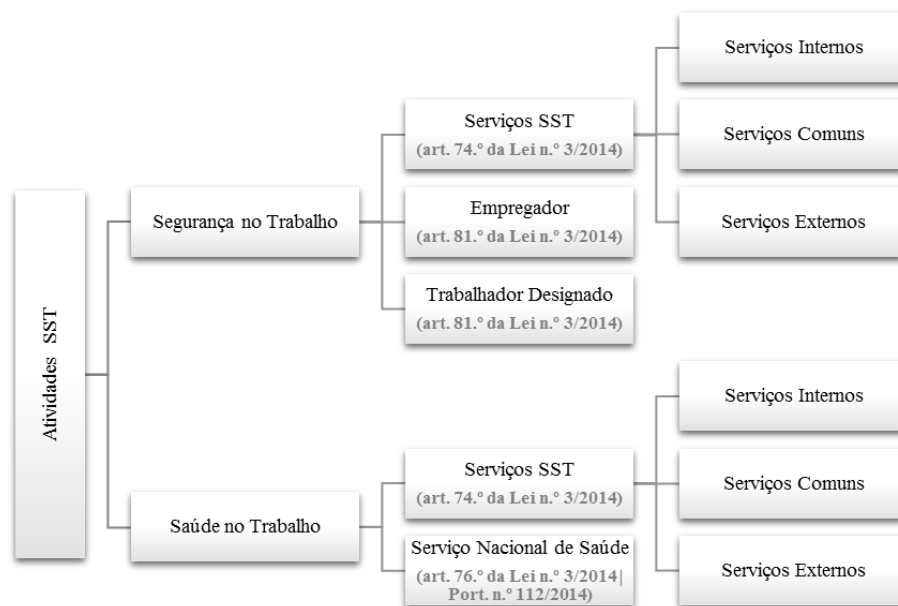 Atividades SST
Segurança no Trabalho
Serviços SST
(art. 74.º da Lei n.º 3/2014)
Serviços Internos
Serviços Comuns
Serviços Externos
Empregador
(art. 81.º da Lei n.º 3/2014)
Trabalhador Designado
(art. 81.º da Lei n.º 3/2014)
Saúde no Trabalho
Serviços SST
(art. 74.º da Lei n.º 3/2014)
Serviços Internos
Serviços Comuns
Serviços Externos
Serviço Nacional de Saúde
(art. 76.º da Lei n.º 3/2014|
Port. n.º 112/2014)